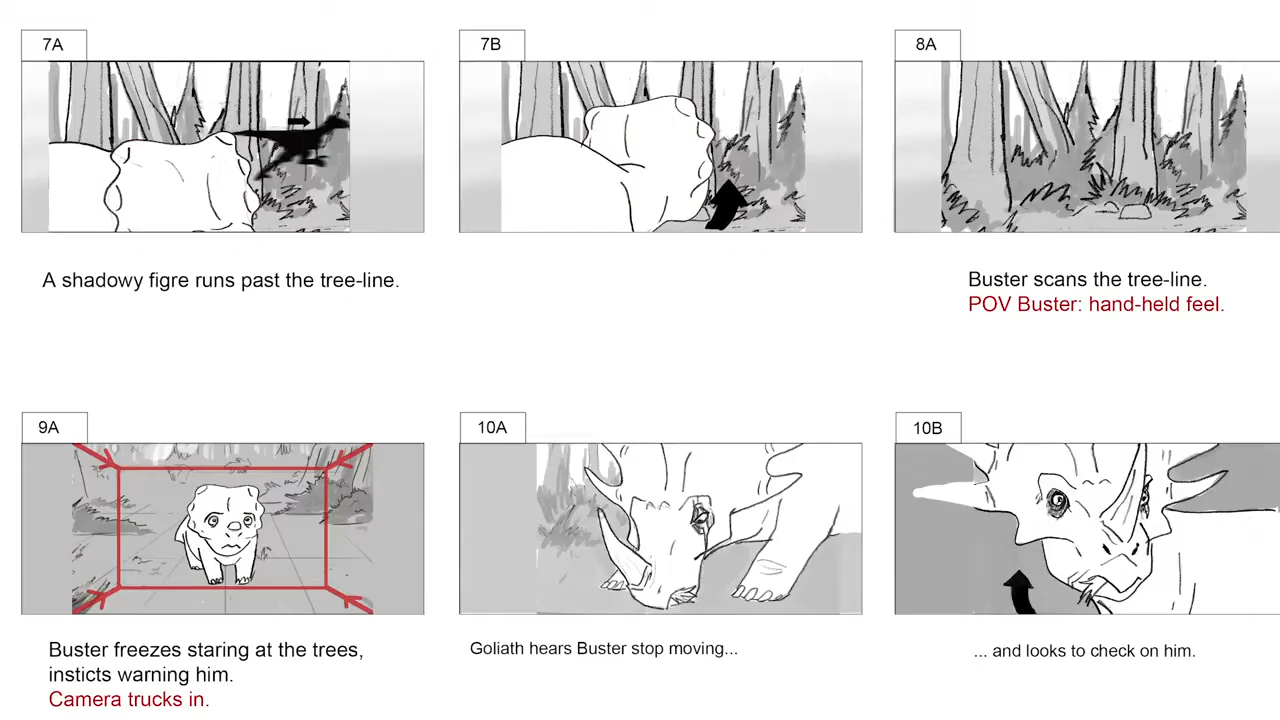 7A
7B
8A
A shadowy figre runs past the tree-line.
Buster scans the tree-line.
POV Buster: hand-held feel.
9A
10A
10B
Buster freezes staring at the trees,
insticts warning him.
Camera trucks in.
Goliath hears Buster stop moving...
... and looks to check on him.